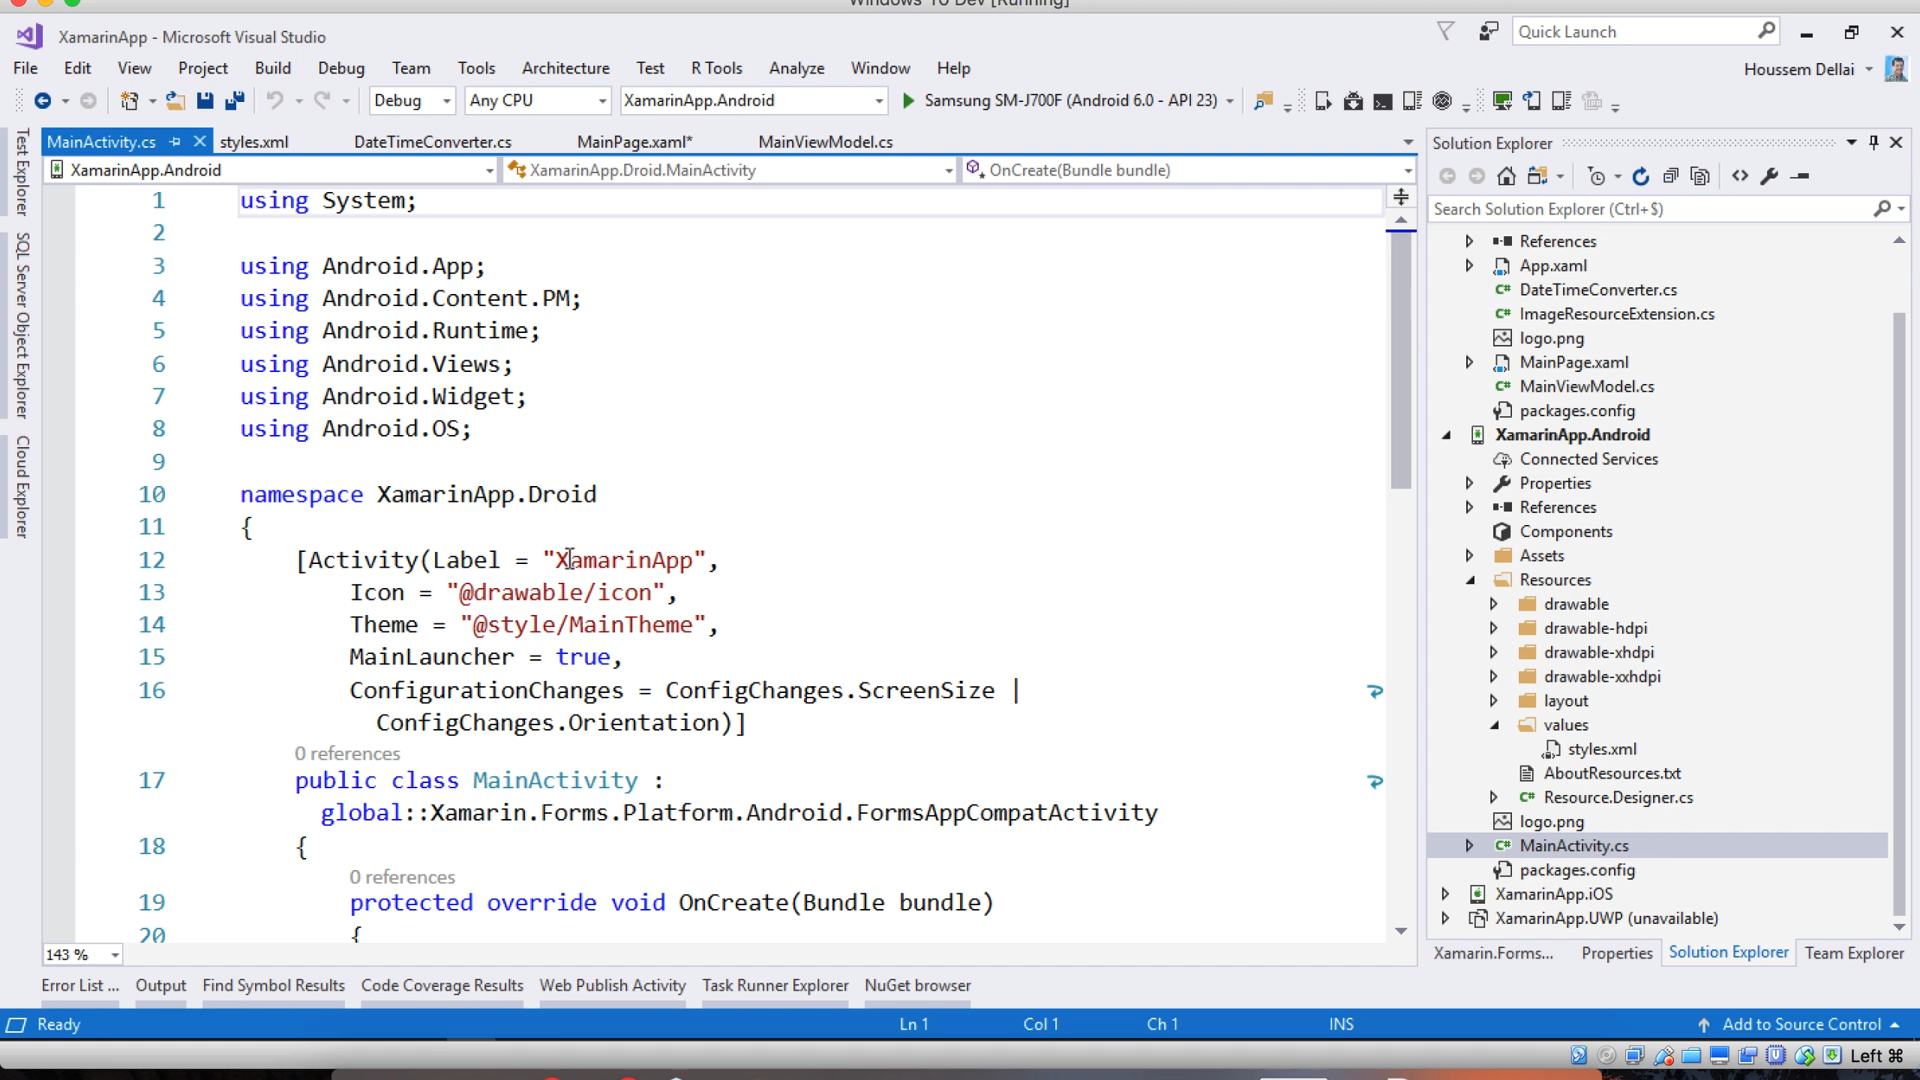 Windows 10 Dev [Running]
XamarinApp - Microsoft Visual Studio
Quick Launch
File Edit View Project Build Debug Team Tools Architecture Test R Tools Analyze Window Help
Houssem Dellai
Debug Any CPU XamarinApp.Android Samsung SM-J700F (Android 6.0 - API 23)
MainActivity.cs styles.xml DateTimeConverter.cs MainPage.xaml* MainViewModel.cs
XamarinApp.Android XamarinApp.Droid.MainActivity OnCreate(Bundle bundle)
Test Explorer
SQL Server Object Explorer
Cloud Explorer
1 using System;
2
3 using Android.App;
4 using Android.Content.PM;
5 using Android.Runtime;
6 using Android.Views;
7 using Android.Widget;
8 using Android.OS;
9
10 namespace XamarinApp.Droid
11 {
12 [Activity(Label = "XamarinApp",
13 Icon = "@drawable/icon",
14 Theme = "@style/MainTheme",
15 MainLauncher = true,
16 ConfigurationChanges = ConfigChanges.ScreenSize |
ConfigChanges.Orientation)]
0 references
17 public class MainActivity :
global::Xamarin.Forms.Platform.Android.FormsAppCompatActivity
18 {
0 references
19 protected override void OnCreate(Bundle bundle)
20 {
143 %
Solution Explorer
Search Solution Explorer (Ctrl+$)
References
App.xaml
DateTimeConverter.cs
ImageResourceExtension.cs
logo.png
MainPage.xaml
MainViewModel.cs
packages.config
XamarinApp.Android
Connected Services
Properties
References
Components
Assets
Resources
drawable
drawable-hdpi
drawable-xhdpi
drawable-xxhdpi
layout
values
styles.xml
AboutResources.txt
Resource.Designer.cs
logo.png
MainActivity.cs
packages.config
XamarinApp.iOS
XamarinApp.UWP (unavailable)
Xamarin.Forms... Properties Solution Explorer Team Explorer
Error List ... Output Find Symbol Results Code Coverage Results Web Publish Activity Task Runner Explorer NuGet browser
Ready Ln 1 Col 1 Ch 1 INS Add to Source Control
Left ⌘